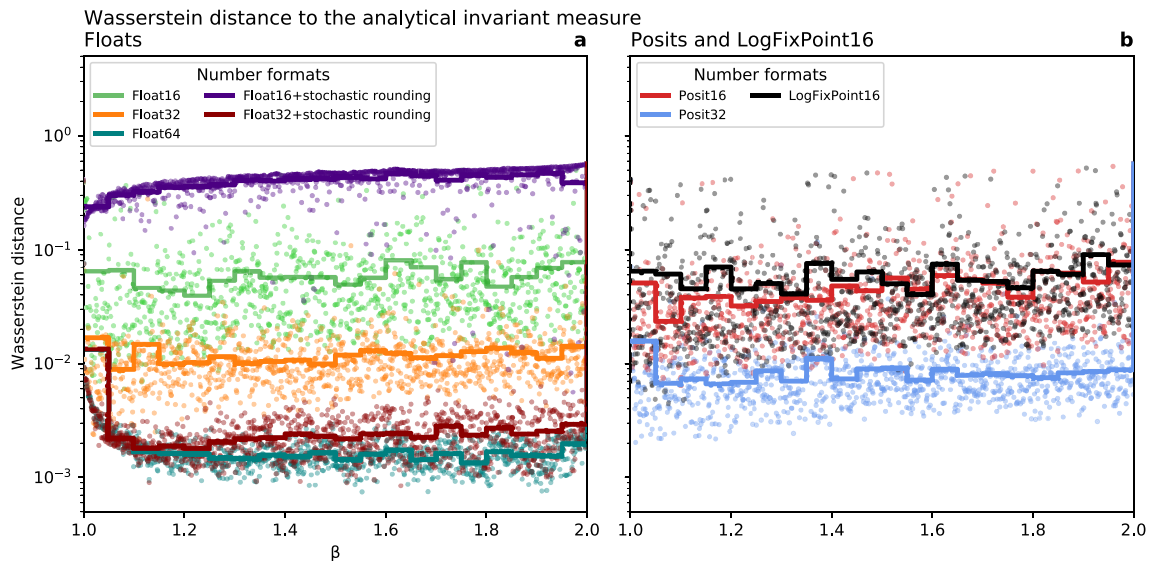 Wasserstein distance to the analytical invariant measure
Floats
a
Number formats
Float16
Float32
Float64
Float16+stochastic rounding
Float32+stochastic rounding
Wasserstein distance
10⁰
10⁻¹
10⁻²
10⁻³
1.0
1.2
1.4
1.6
1.8
2.0
β
Posits and LogFixPoint16
b
Number formats
Posit16
Posit32
LogFixPoint16
1.0
1.2
1.4
1.6
1.8
2.0